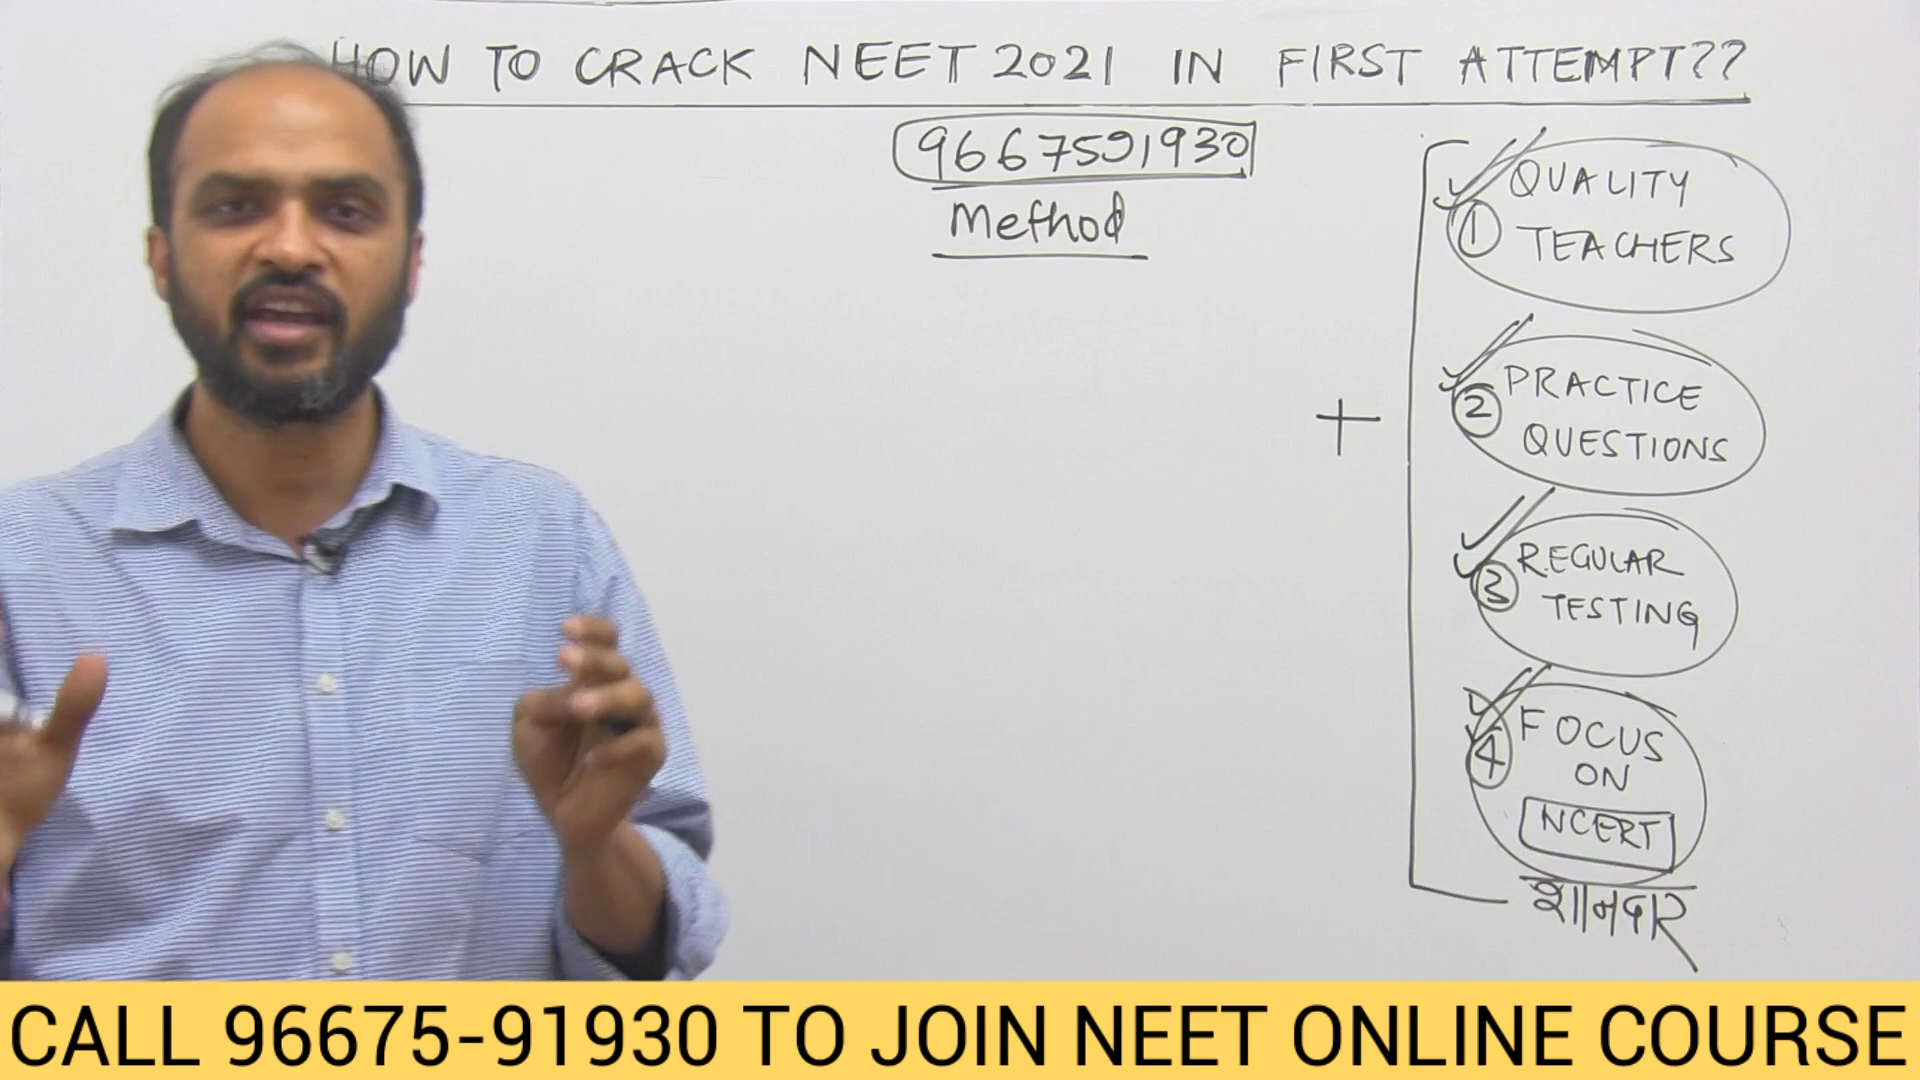 HOW TO CRACK NEET 2021 IN FIRST ATTEMPT??
9667591930
Method
+
1 QUALITY
TEACHERS
2 PRACTICE
QUESTIONS
3 REGULAR
TESTING
4 FOCUS
ON
NCERT
शानदार
CALL 96675-91930 TO JOIN NEET ONLINE COURSE